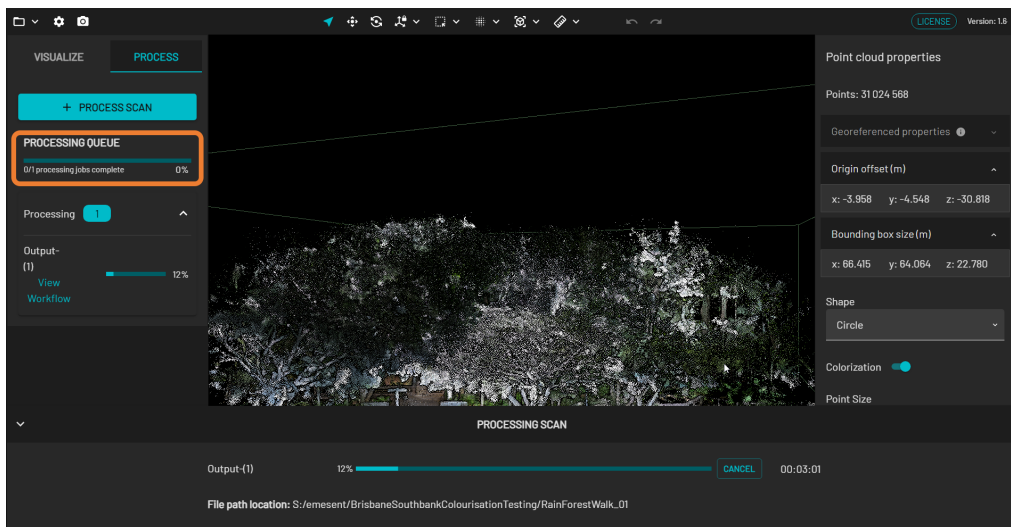 LICENSE Version: 1.6
VISUALIZE PROCESS
+ PROCESS SCAN
PROCESSING QUEUE
0/1 processing jobs complete 0%
Processing 1
Output-
(1)
12%
View
Workflow
Point cloud properties
Points: 31 024 568
Georeferenced properties
Origin offset (m)
x: -3.958 y: -4.548 z: -30.818
Bounding box size (m)
x: 66.415 y: 64.064 z: 22.780
Shape
Circle
Colorization
Point Size
PROCESSING SCAN
Output-(1) 12% CANCEL 00:03:01
File path location: S:/emesent/BrisbaneSouthbankColourisationTesting/RainForestWalk_01